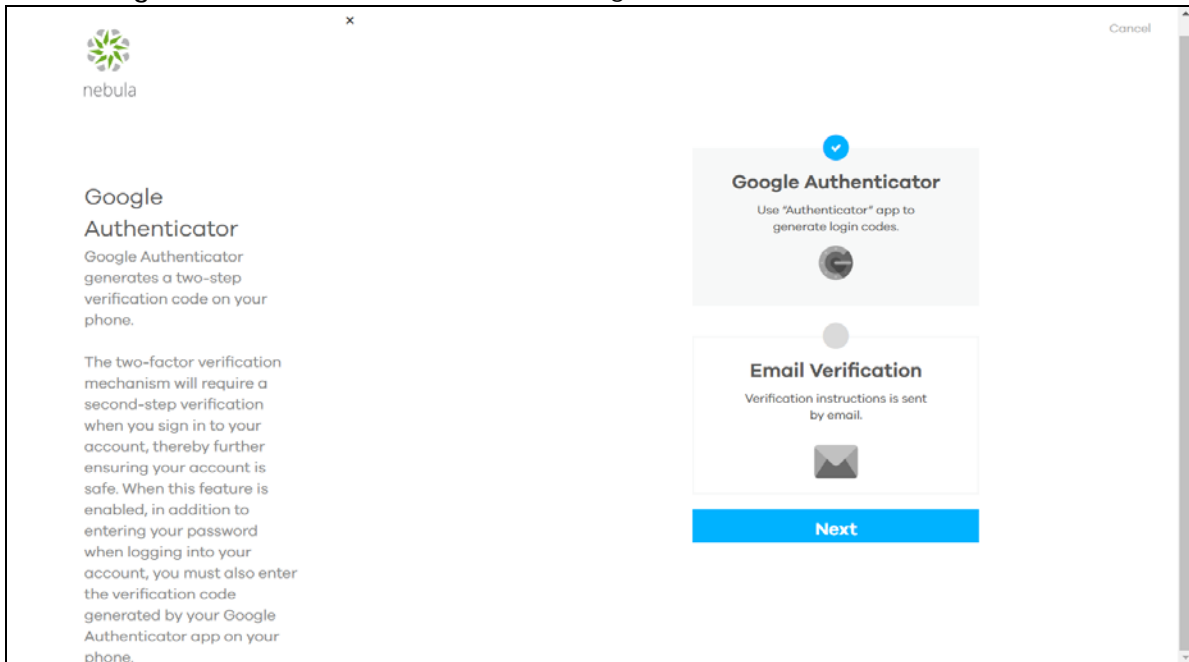 ×
Cancel
nebula
Google
Authenticator
Google Authenticator
generates a two-step
verification code on your
phone.
The two-factor verification
mechanism will require a
second-step verification
when you sign in to your
account, thereby further
ensuring your account is
safe. When this feature is
enabled, in addition to
entering your password
when logging into your
account, you must also enter
the verification code
generated by your Google
Authenticator app on your
phone.
Google Authenticator
Use "Authenticator" app to
generate login codes.
Email Verification
Verification instructions is sent
by email.
Next